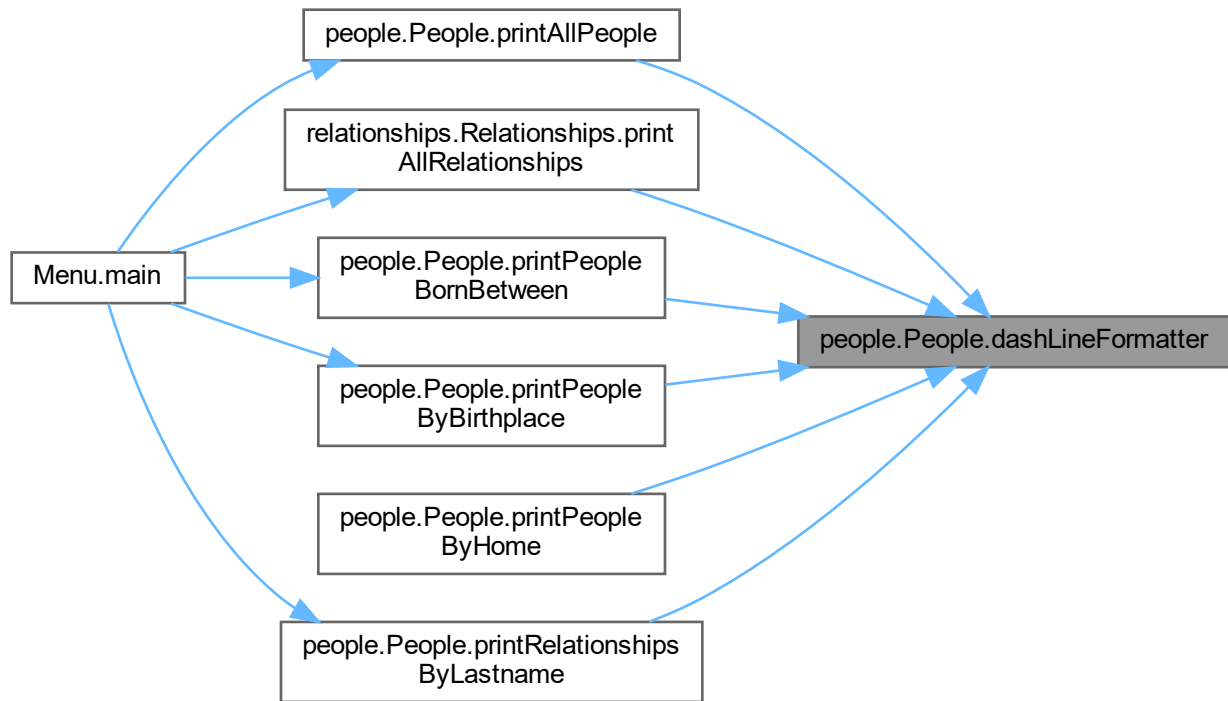 people.People.printAllPeople
relationships.Relationships.print
AllRelationships
Menu.main
people.People.printPeople
BornBetween
people.People.dashLineFormatter
people.People.printPeople
ByBirthplace
people.People.printPeople
ByHome
people.People.printRelationships
ByLastname